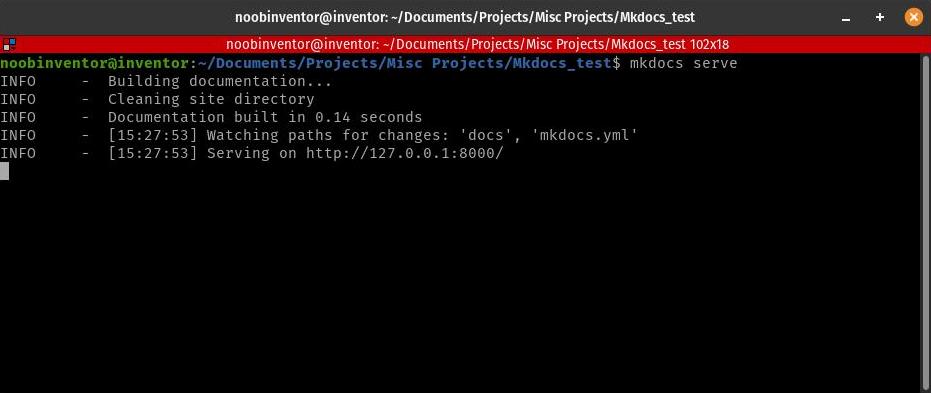 noobinventor@inventor: ~/Documents/Projects/Misc Projects/Mkdocs_test
noobinventor@inventor: ~/Documents/Projects/Misc Projects/Mkdocs_test 102x18
noobinventor@inventor:~/Documents/Projects/Misc Projects/Mkdocs_test$ mkdocs serve
INFO     -  Building documentation...
INFO     -  Cleaning site directory
INFO     -  Documentation built in 0.14 seconds
INFO     -  [15:27:53] Watching paths for changes: 'docs', 'mkdocs.yml'
INFO     -  [15:27:53] Serving on http://127.0.0.1:8000/